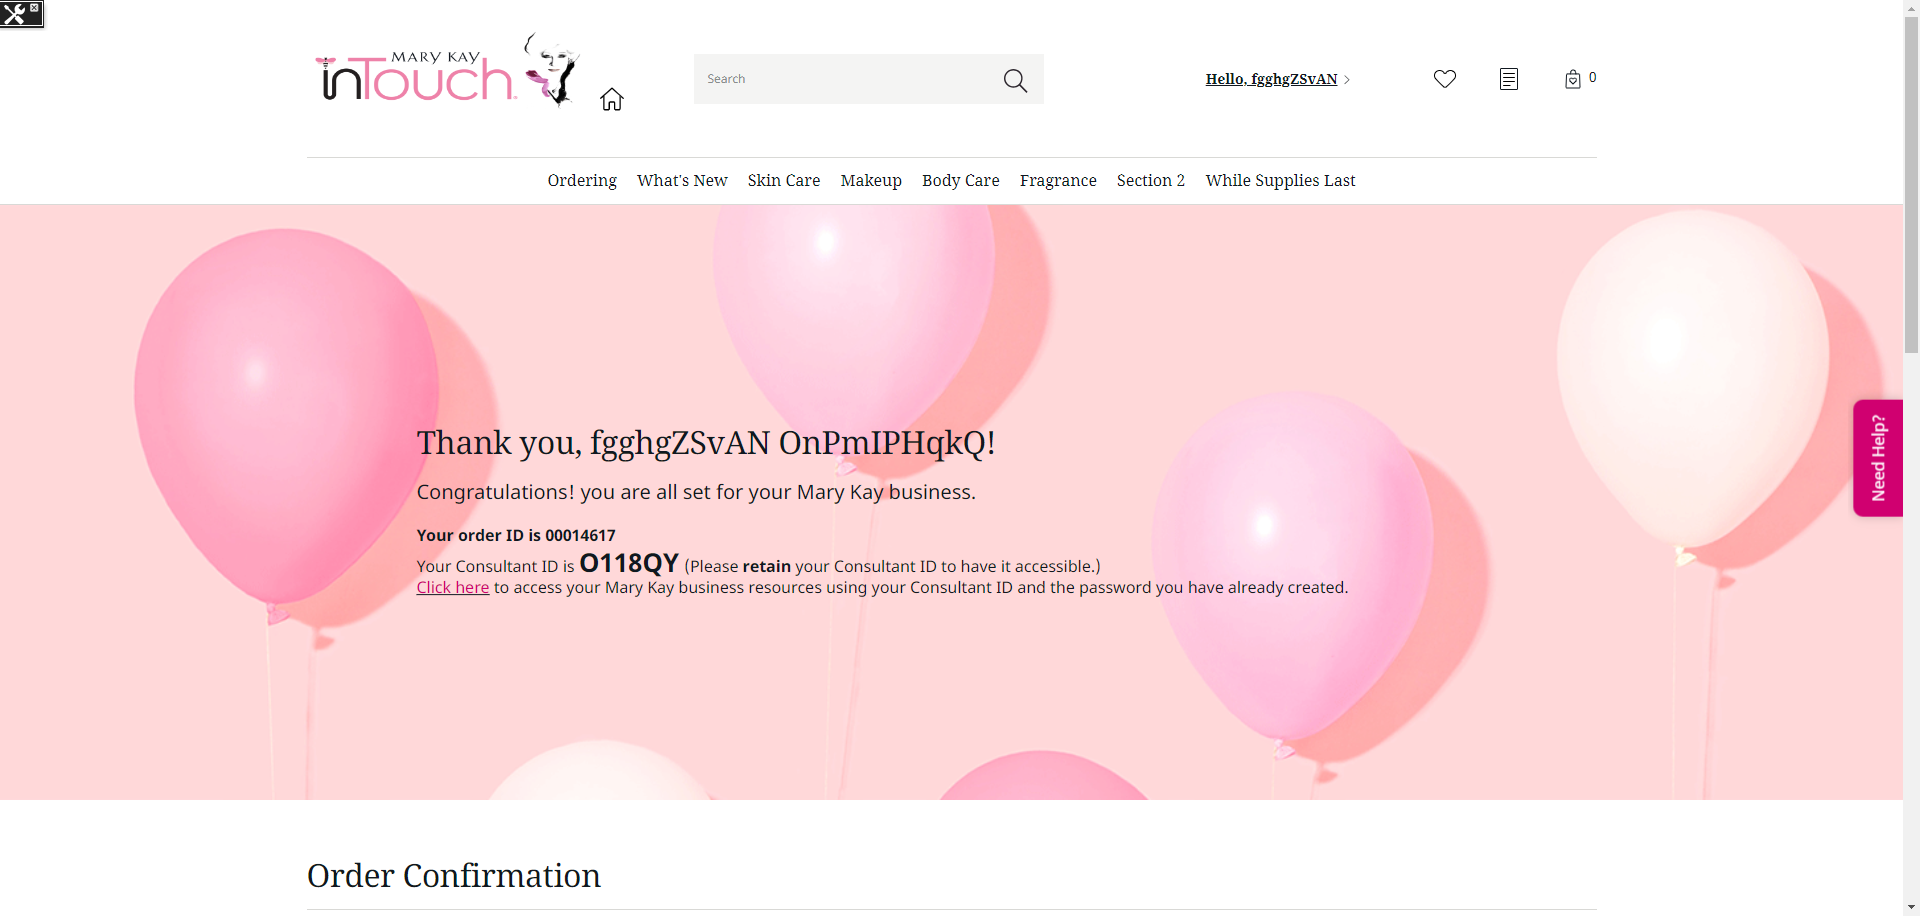 MARY KAY
inTouch.
Search
Hello, fgghgZSvAN
0
Ordering What's New Skin Care Makeup Body Care Fragrance Section 2 While Supplies Last
Thank you, fgghgZSvAN OnPmIPHqkQ!
Congratulations! you are all set for your Mary Kay business.
Your order ID is 00014617
Your Consultant ID is O118QY (Please retain your Consultant ID to have it accessible.)
Click here to access your Mary Kay business resources using your Consultant ID and the password you have already created.
Need Help?
Order Confirmation